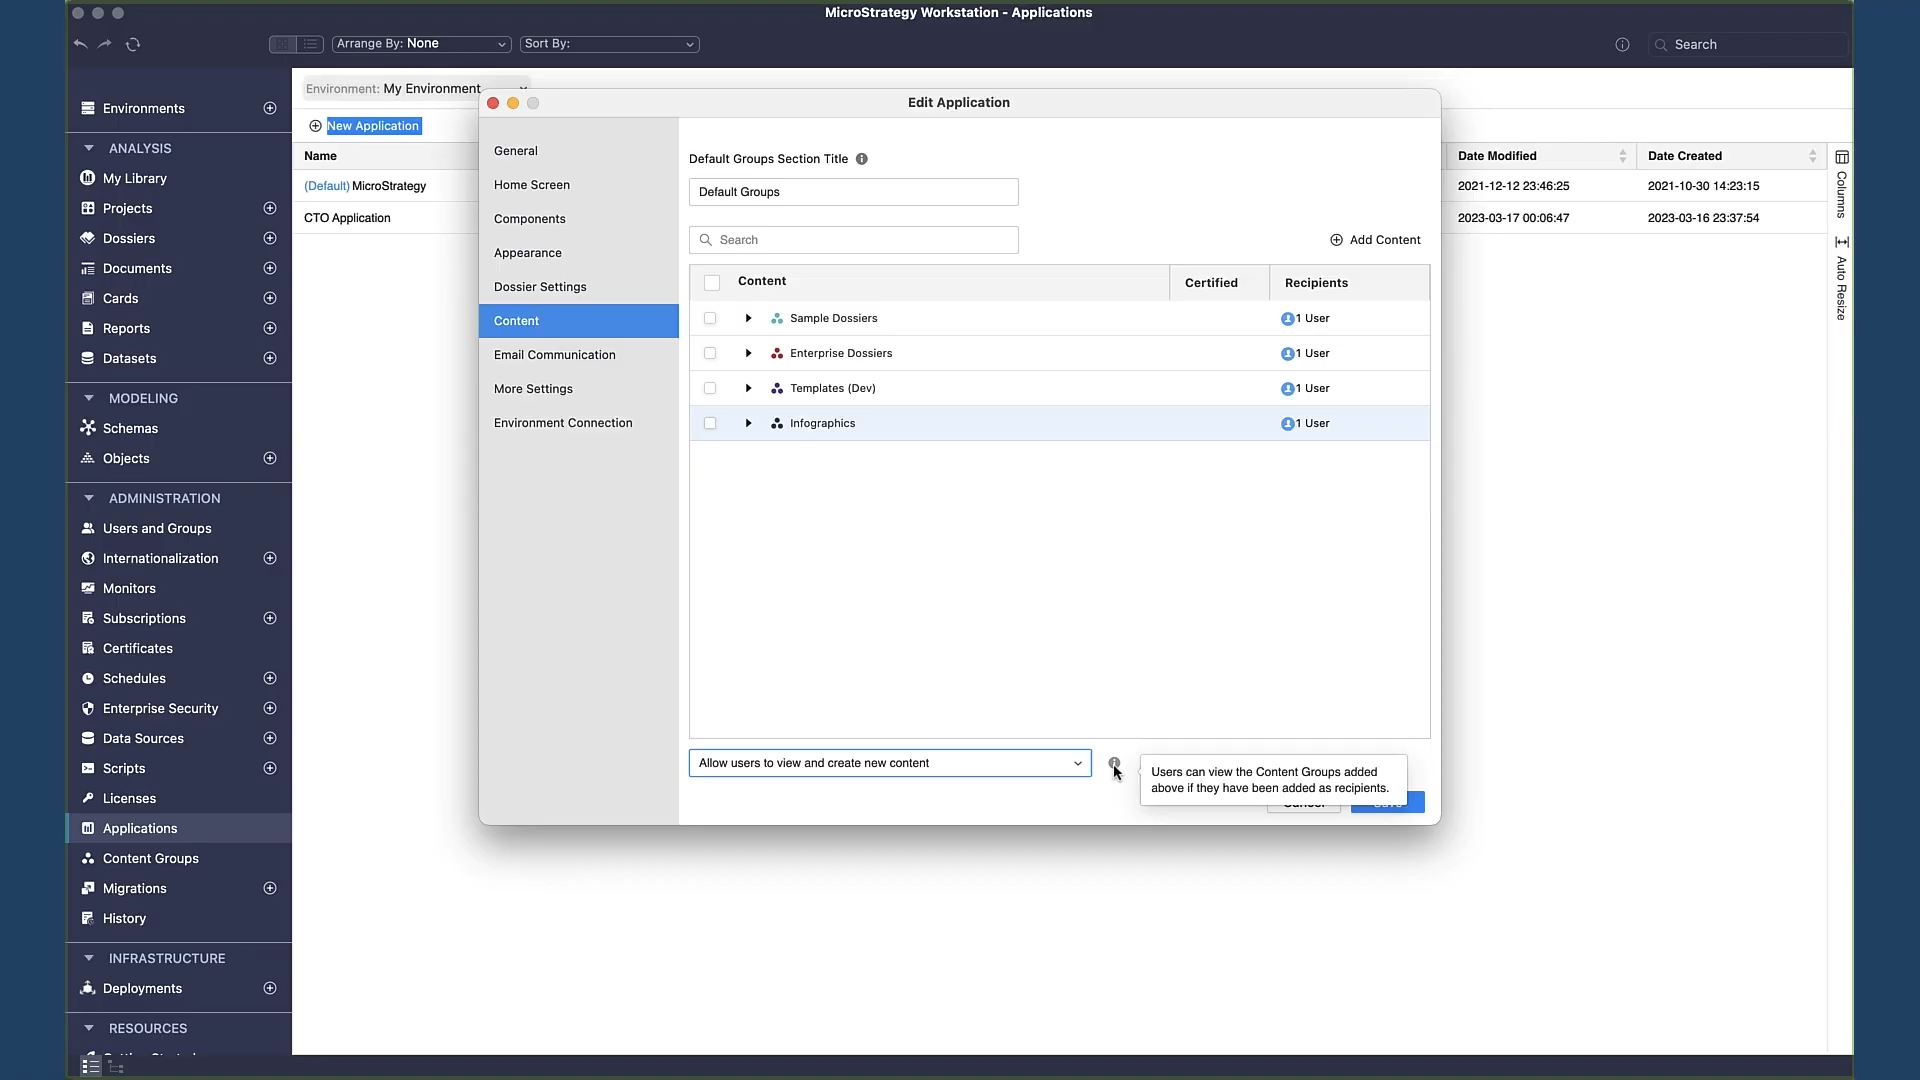 MicroStrategy Workstation - Applications
Arrange By: None
Sort By:
Search
Environments
ANALYSIS
My Library
Projects
Dossiers
Documents
Cards
Reports
Datasets
MODELING
Schemas
Objects
ADMINISTRATION
Users and Groups
Internationalization
Monitors
Subscriptions
Certificates
Schedules
Enterprise Security
Data Sources
Scripts
Licenses
Applications
Content Groups
Migrations
History
INFRASTRUCTURE
Deployments
RESOURCES
Environment: My Environment
New Application
Name
(Default) MicroStrategy
CTO Application
Edit Application
General
Home Screen
Components
Appearance
Dossier Settings
Content
Email Communication
More Settings
Environment Connection
Default Groups Section Title
Default Groups
Search
Add Content
Content Certified Recipients
Sample Dossiers 1 User
Enterprise Dossiers 1 User
Templates (Dev) 1 User
Infographics 1 User
Allow users to view and create new content
Users can view the Content Groups added
above if they have been added as recipients.
Date Modified Date Created
2021-12-12 23:46:25 2021-10-30 14:23:15
2023-03-17 00:06:47 2023-03-16 23:37:54
Columns
Auto Resize